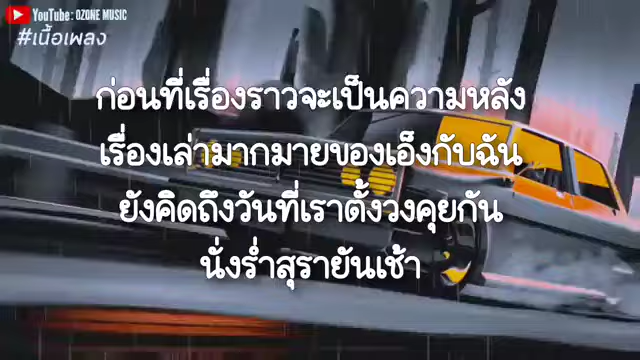 YouTube: OZONE MUSIC
#เนื้อเพลง
ก่อนที่เรื่องราวจะเป็นความหลัง
เรื่องเล่ามากมายของเอ็งกับฉัน
ยังคิดถึงวันที่เราตั้งวงคุยกัน
นั่งร่ำสุรายันเช้า